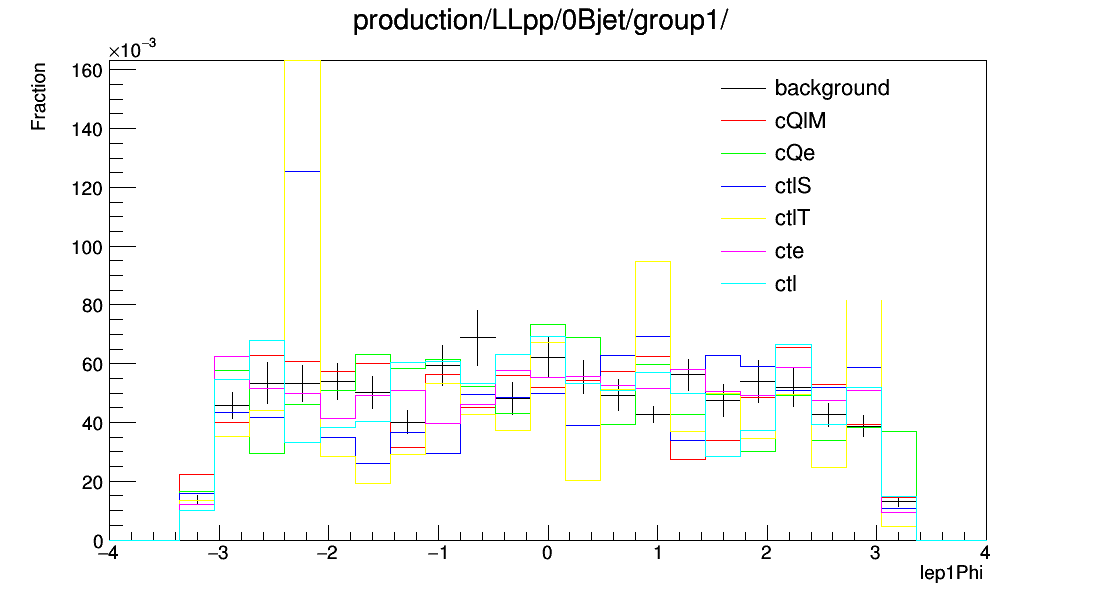 production/LLpp/0Bjet/group1/
×10⁻³
Fraction
160
140
120
100
80
60
40
20
0
background
cQlM
cQe
ctlS
ctlT
cte
ctl
−4 −3 −2 −1 0 1 2 3 4
lep1Phi